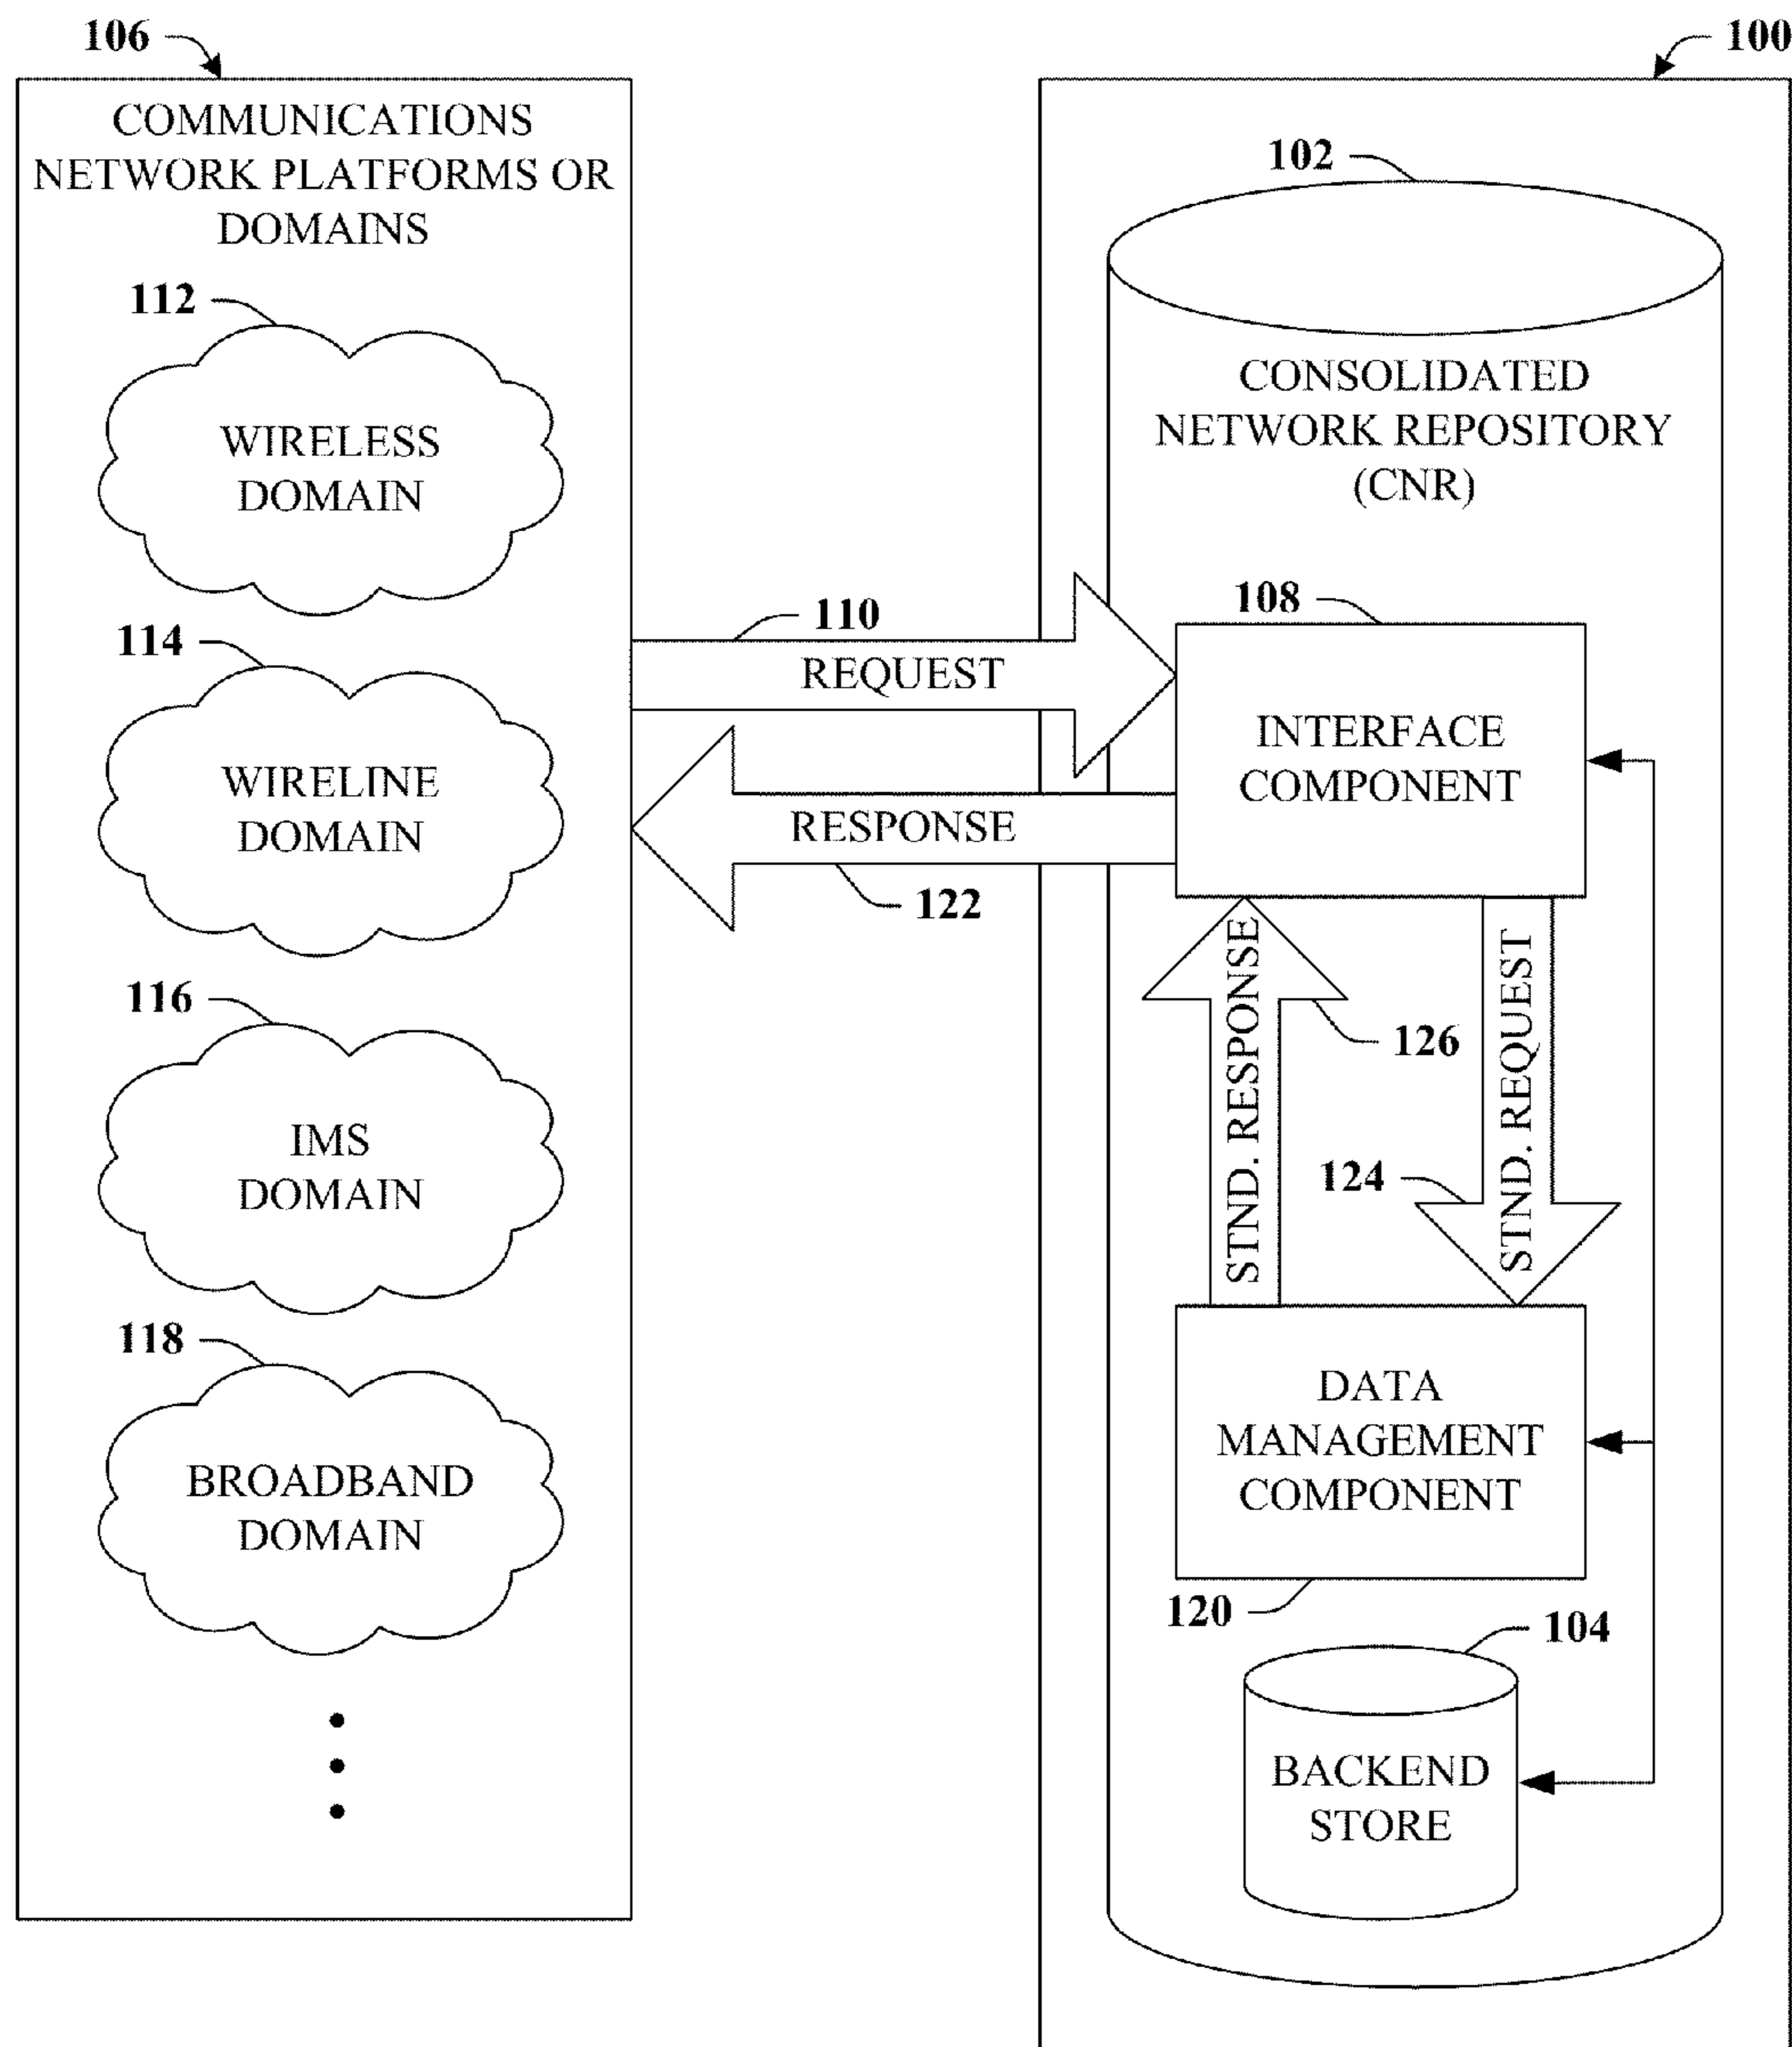 106
COMMUNICATIONS
NETWORK PLATFORMS OR
DOMAINS
112
WIRELESS
DOMAIN
114
WIRELINE
DOMAIN
116
IMS
DOMAIN
118
BROADBAND
DOMAIN
110
REQUEST
RESPONSE
122
100
102
CONSOLIDATED
NETWORK REPOSITORY
(CNR)
108
INTERFACE
COMPONENT
STND. RESPONSE
126
STND. REQUEST
124
DATA
MANAGEMENT
COMPONENT
120
104
BACKEND
STORE